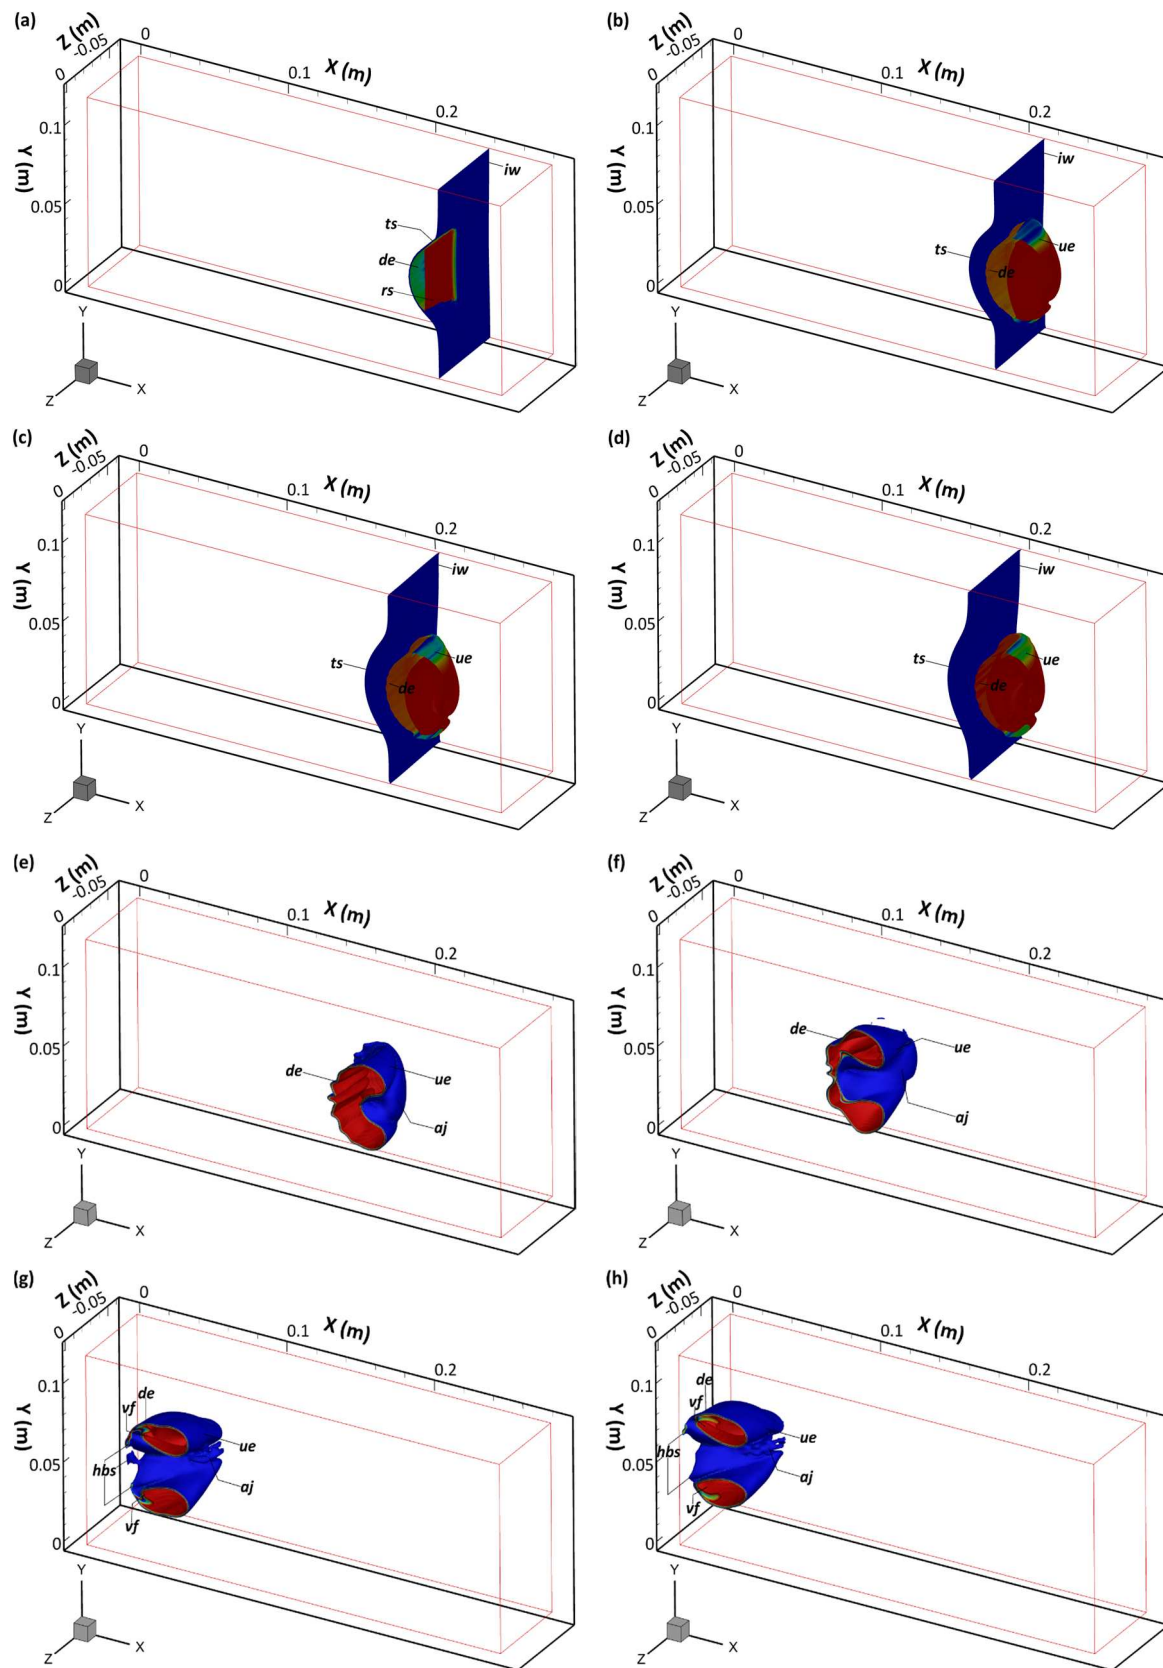 (a)
Z (m)
-0.05
0
0
X (m)
0.1
0.2
0.1
Y (m)
0.05
0
iw
ts
de
rs
Y
X
Z
(b)
Z (m)
-0.05
0
0
X (m)
0.1
0.2
0.1
Y (m)
0.05
0
iw
ts
de
ue
Y
X
Z
(c)
Z (m)
-0.05
0
0
X (m)
0.1
0.2
0.1
Y (m)
0.05
0
iw
ts
ue
de
Y
X
Z
(d)
Z (m)
-0.05
0
0
X (m)
0.1
0.2
0.1
Y (m)
0.05
0
iw
ts
ue
de
Y
X
Z
(e)
Z (m)
-0.05
0
0
X (m)
0.1
0.2
0.1
Y (m)
0.05
0
de
ue
aj
Y
X
Z
(f)
Z (m)
-0.05
0
0
X (m)
0.1
0.2
0.1
Y (m)
0.05
0
de
ue
aj
Y
X
Z
(g)
Z (m)
-0.05
0
0
X (m)
0.1
0.2
0.1
Y (m)
0.05
0
de
vf
ue
hbs
aj
vf
Y
X
Z
(h)
Z (m)
-0.05
0
0
X (m)
0.1
0.2
0.1
Y (m)
0.05
0
de
vf
ue
hbs
aj
vf
Y
X
Z